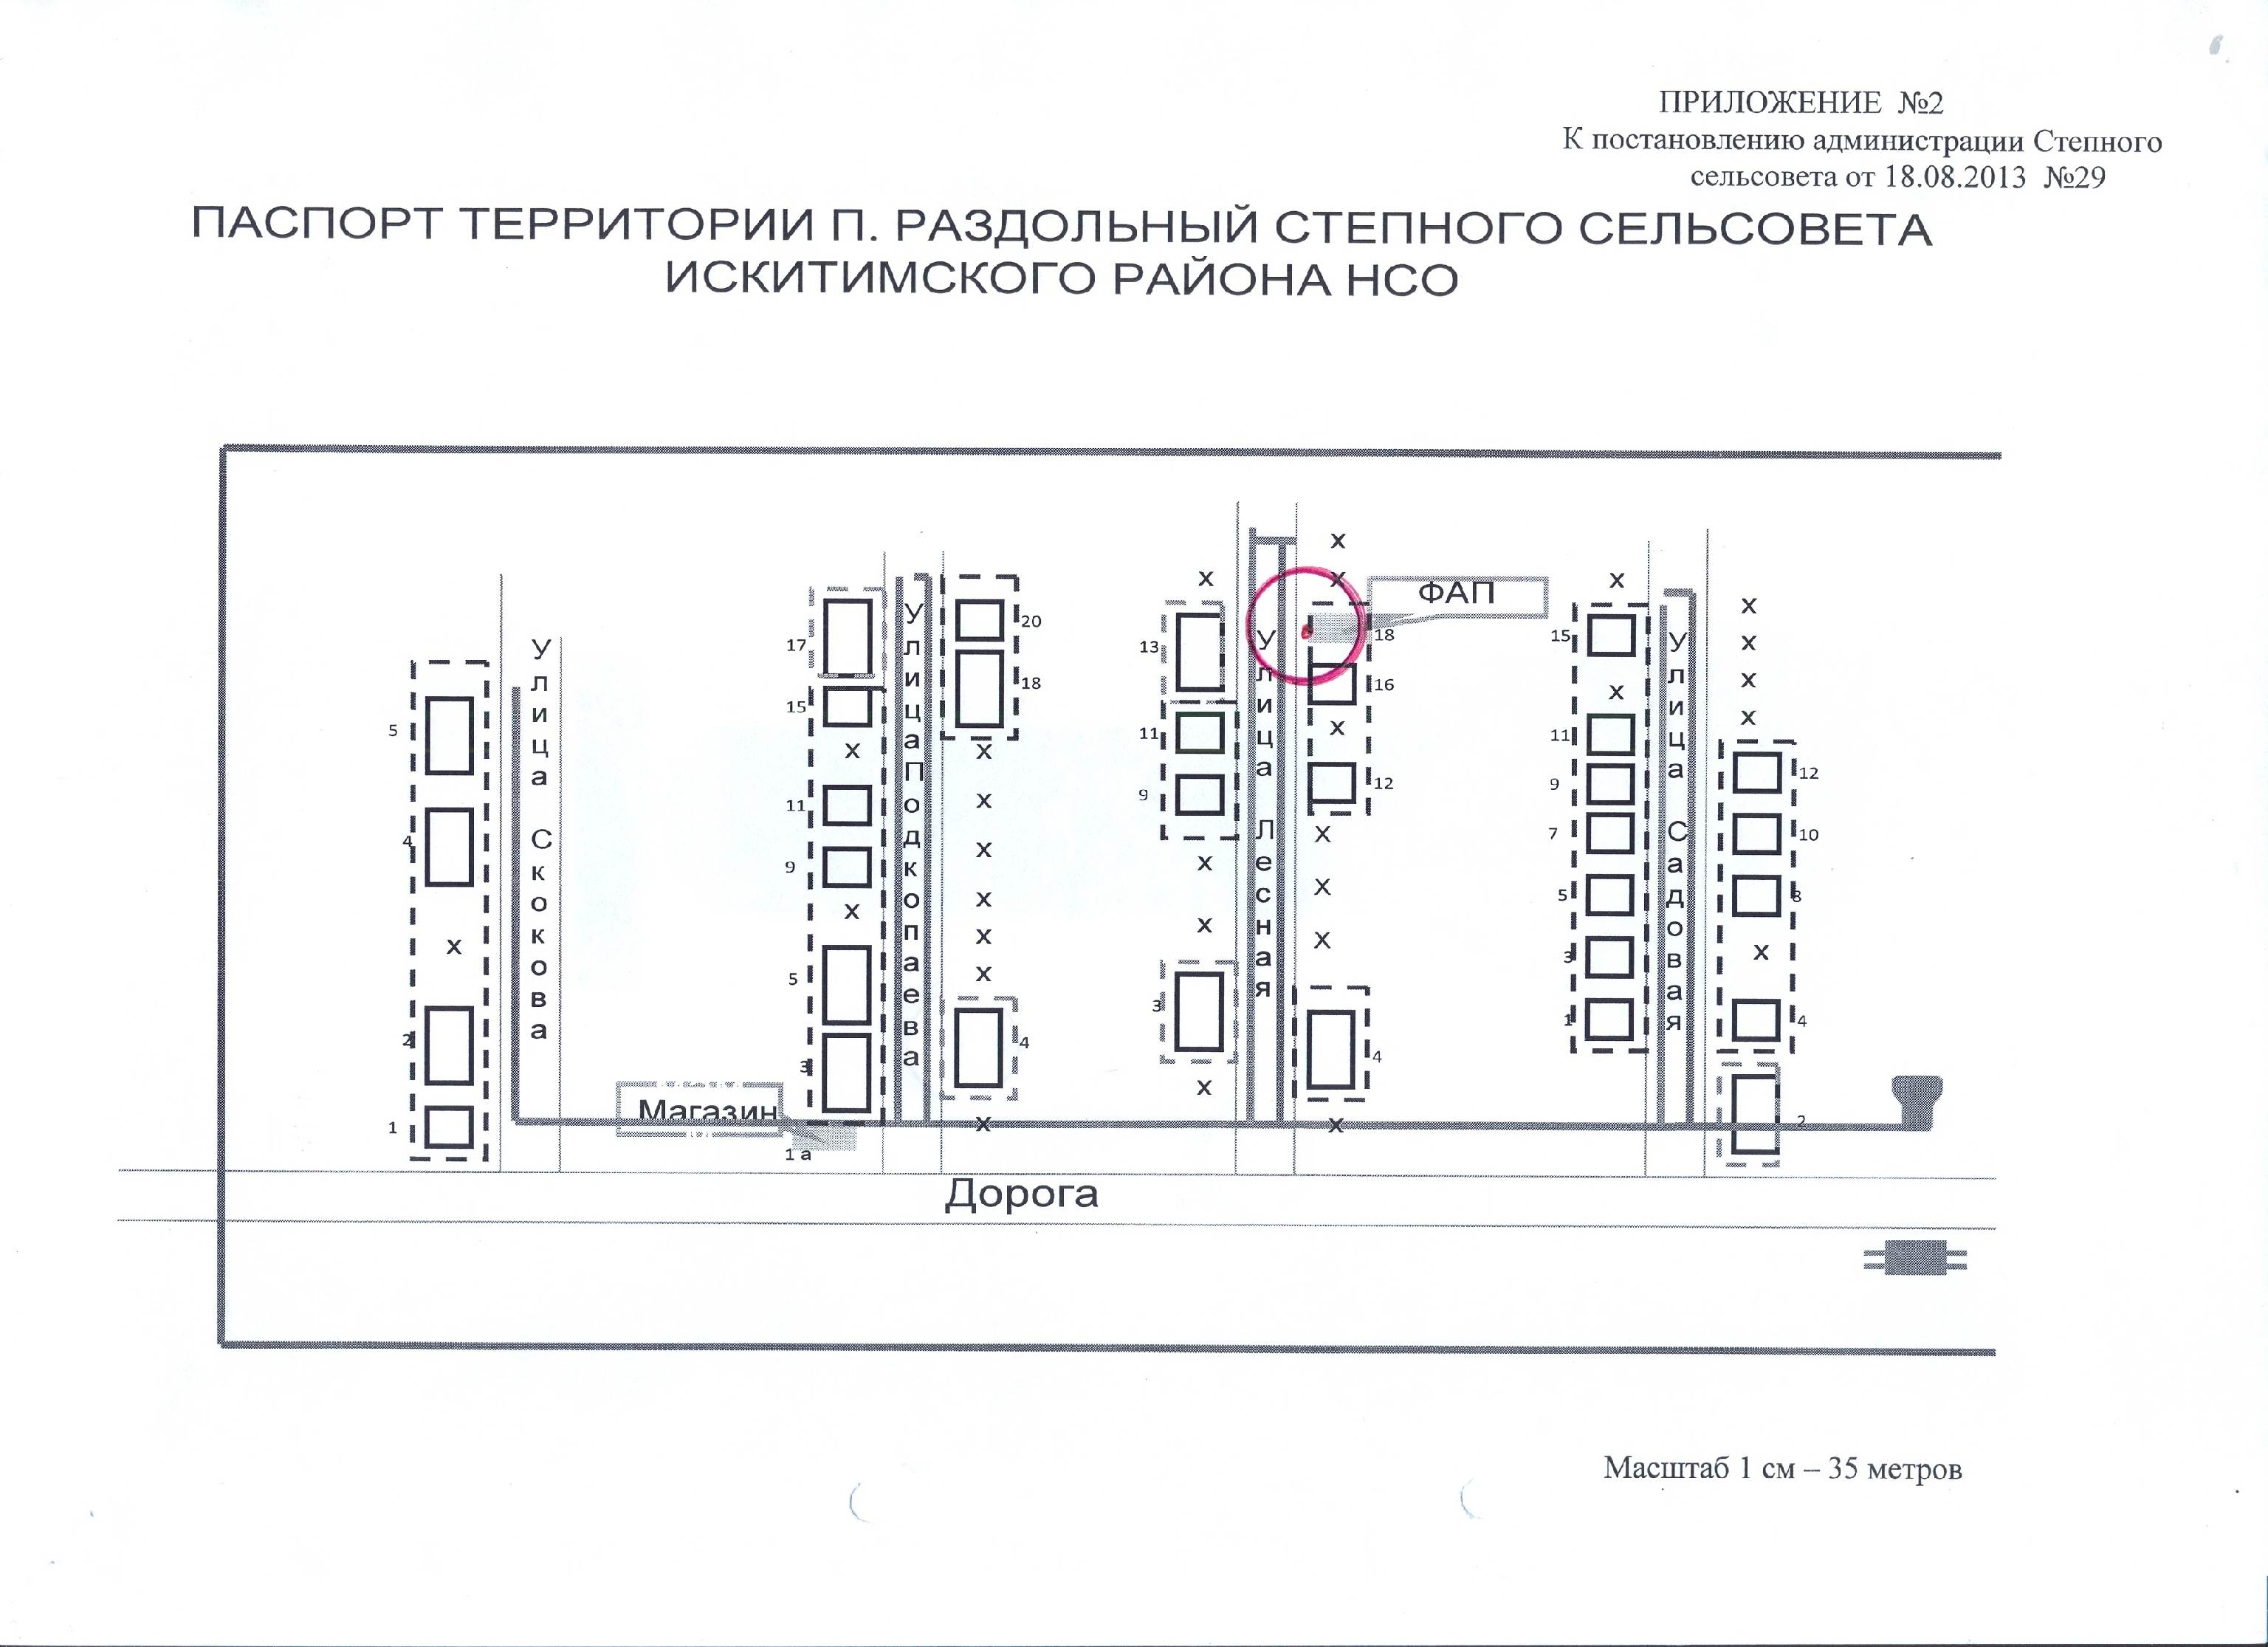 ПРИЛОЖЕНИЕ №2
К постановлению администрации Степного
сельсовета от 18.08.2013 №29
ПАСПОРТ ТЕРРИТОРИИ П. РАЗДОЛЬНЫЙ СТЕПНОГО СЕЛЬСОВЕТА
ИСКИТИМСКОГО РАЙОНА НСО
5
4
х
2
1
Улица Скокова
Магазин
1 а
17
15
х
11
9
х
5
3
Улица Подкопаева
20
18
х
х
х
х
х
х
4
х
х
13
11
9
х
х
3
х
Улица Лесная
х
х
ФАП
18
16
х
12
х
х
х
4
х
х
15
х
11
9
7
5
3
1
Улица Садовая
х
х
х
х
12
10
8
х
4
2
Дорога
Масштаб 1 см – 35 метров